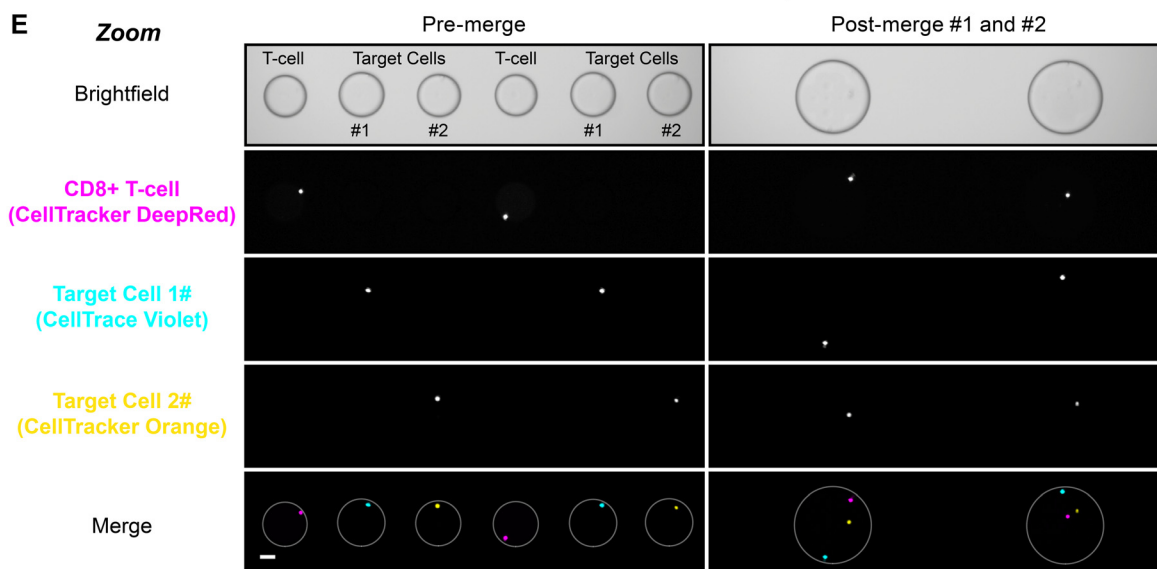 E
Zoom
Pre-merge
Post-merge #1 and #2
Brightfield
T-cell
Target Cells
T-cell
Target Cells
#1
#2
#1
#2
CD8+ T-cell
(CellTracker DeepRed)
Target Cell 1#
(CellTrace Violet)
Target Cell 2#
(CellTracker Orange)
Merge